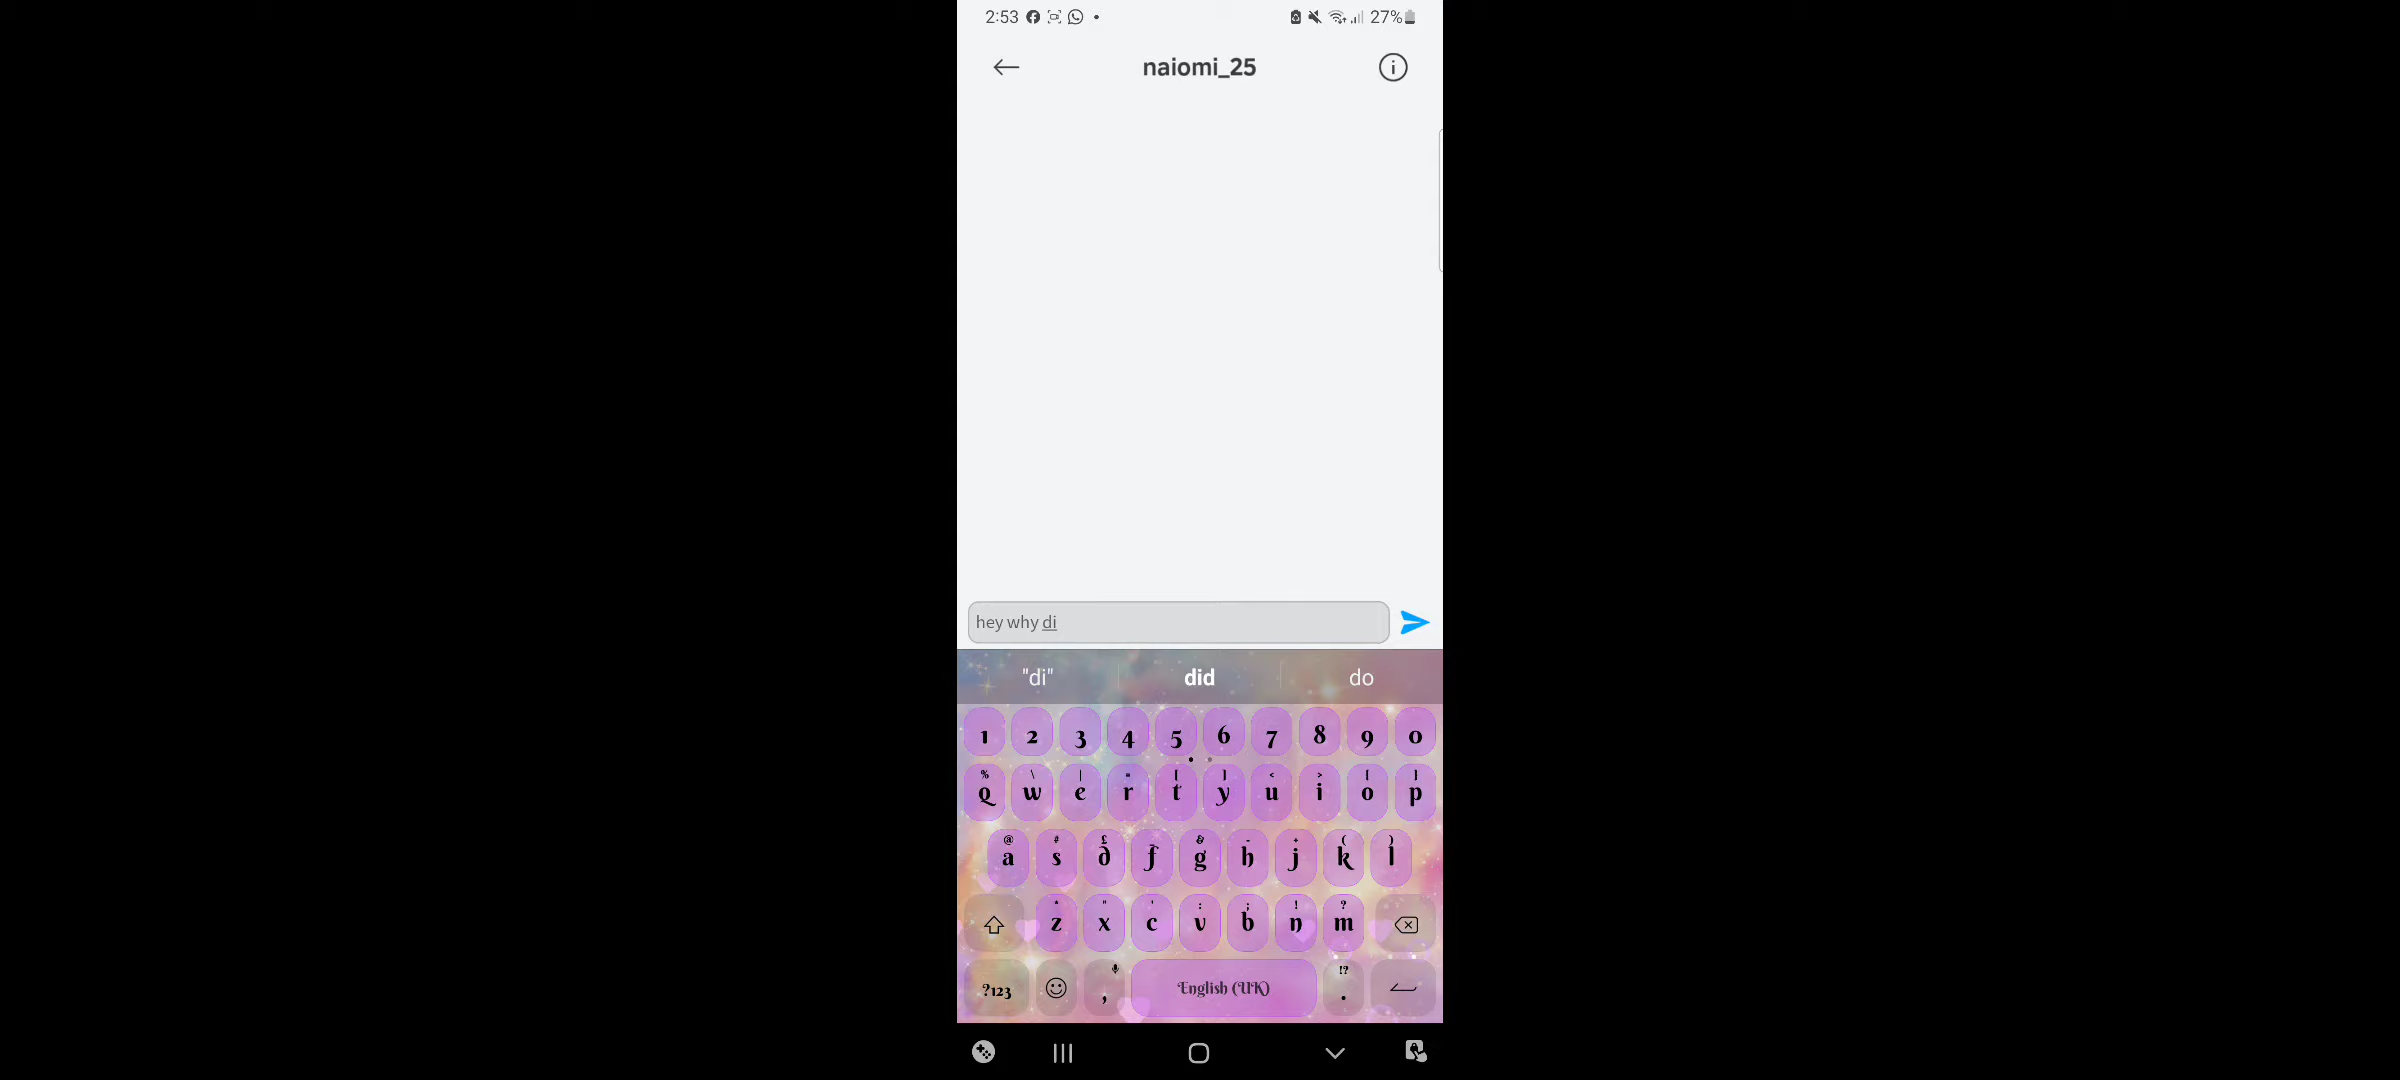 2:53 27%
naiomi_25
hey why di
"di" did do
1 2 3 4 5 6 7 8 9 0
% \ | = [ ] < > { }
q w e r t y u i o p
@ # £ & - + ( )
a s d f g h j k l
* " ' : ; ! ?
z x c v b n m
!?
?123 , English (UK) .